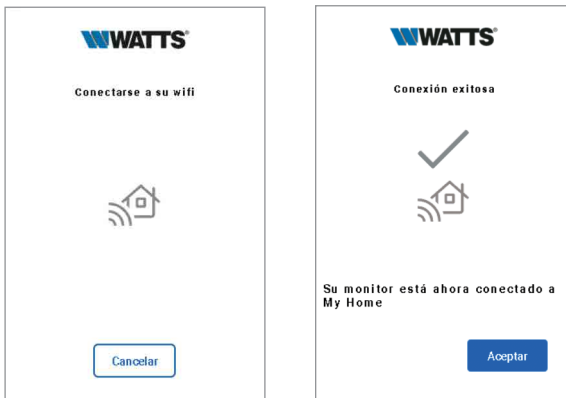 WATTS®
Conectarse a su wifi
Cancelar
WATTS®
Conexión exitosa
Su monitor está ahora conectado a
My Home
Aceptar